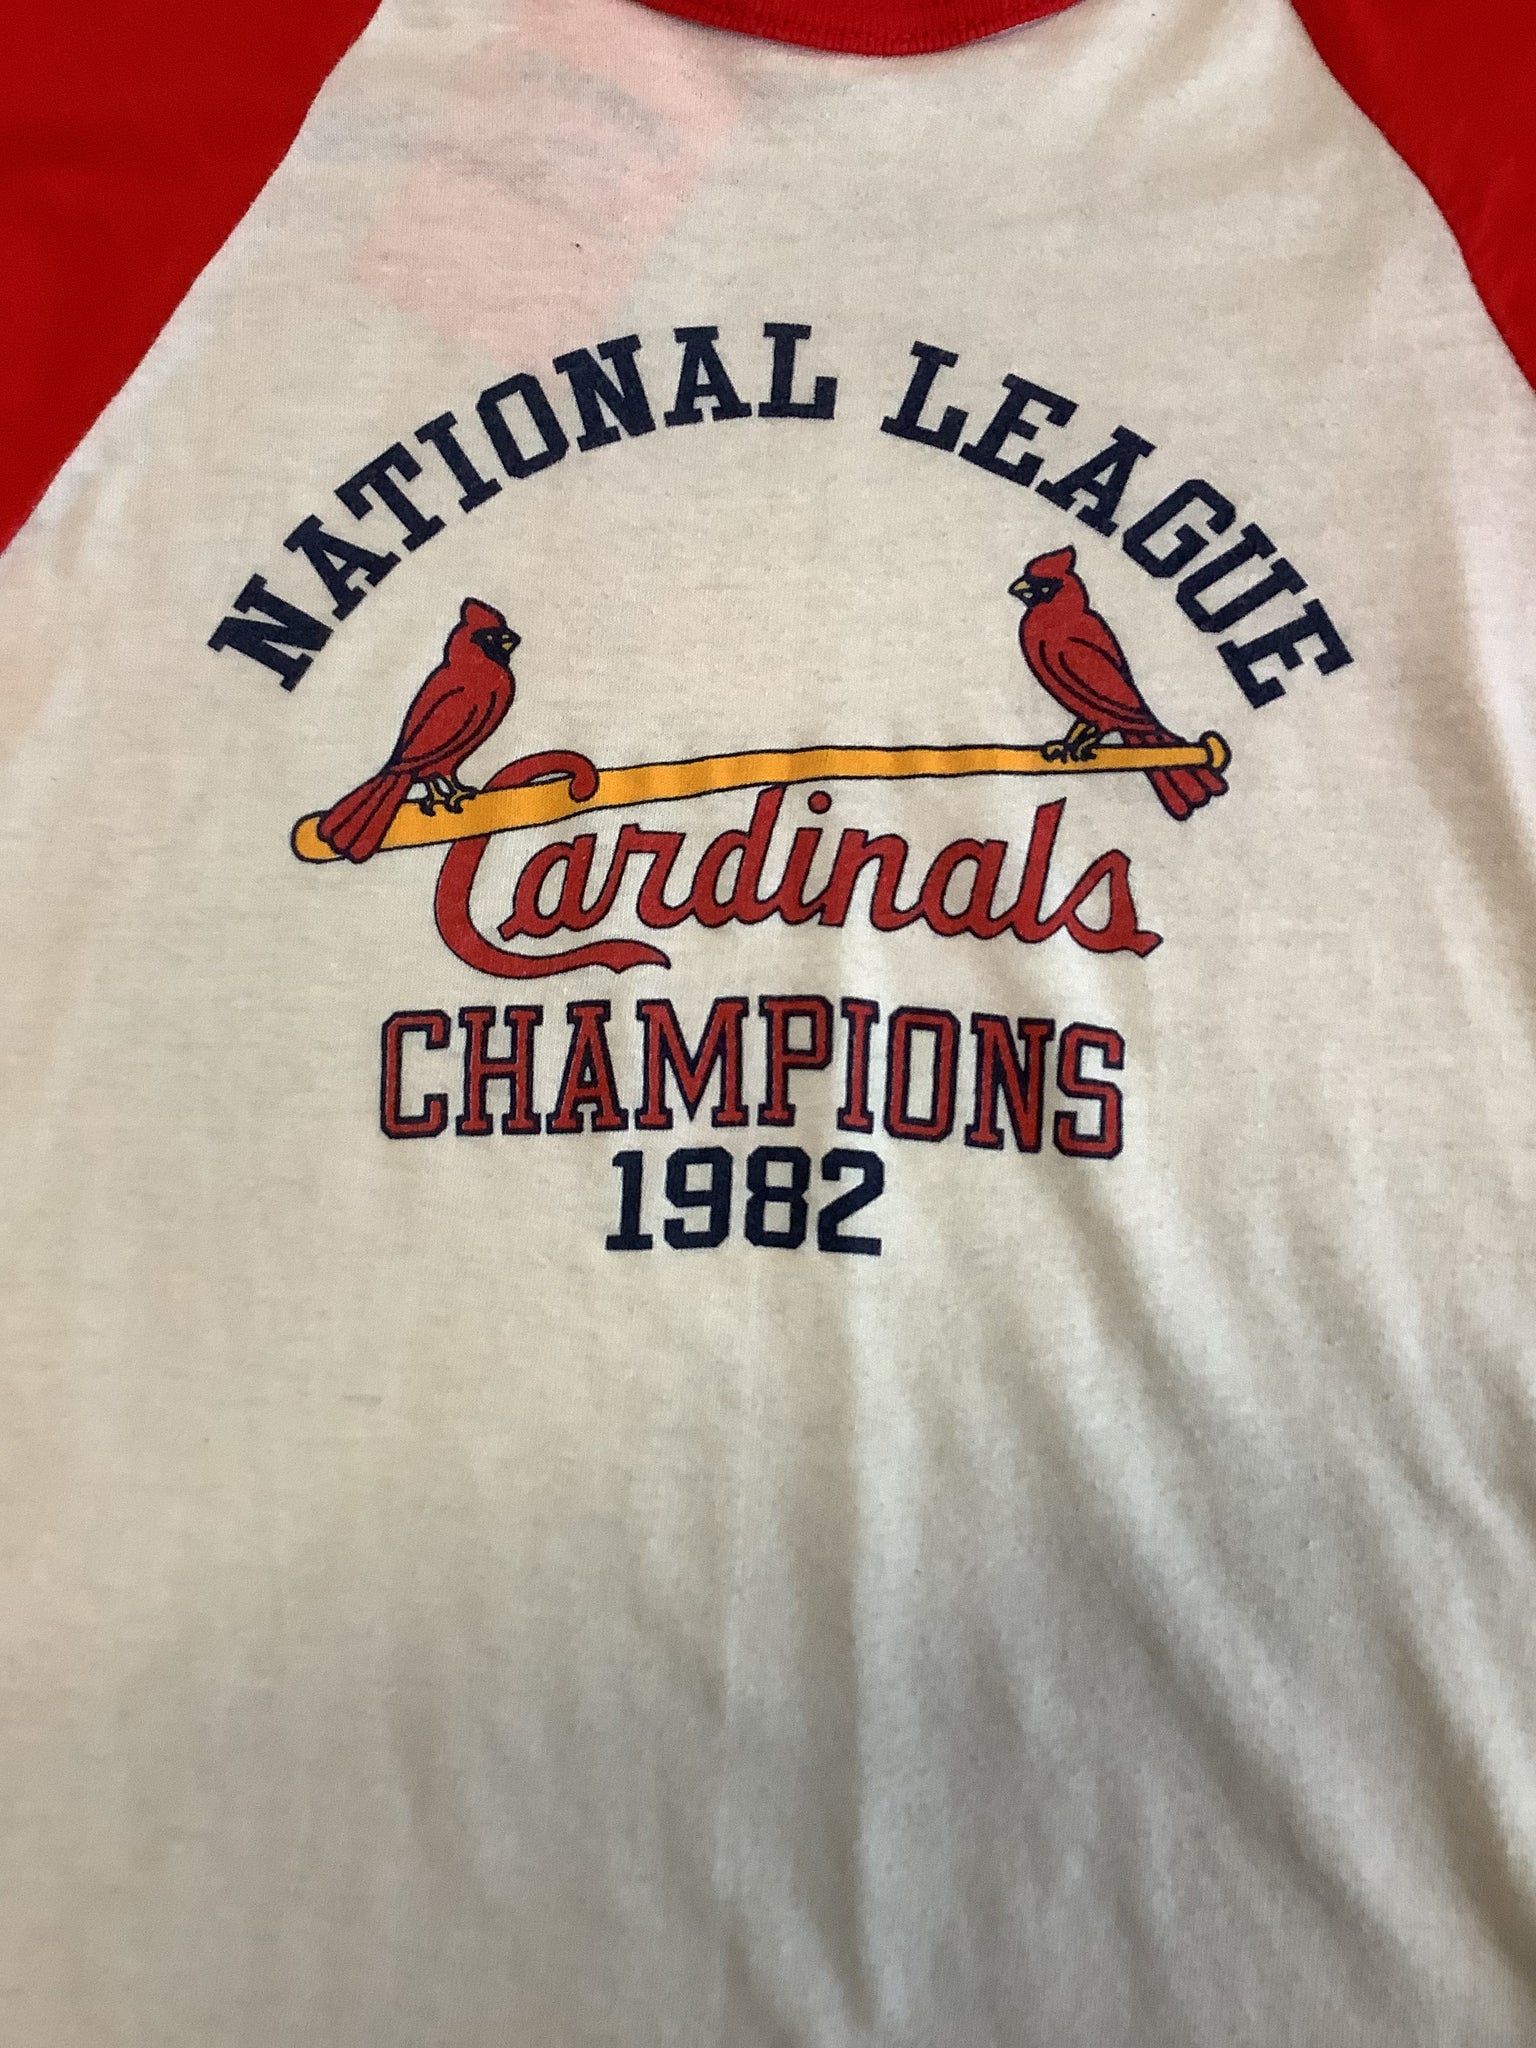 NATIONAL LEAGUE
Cardinals
CHAMPIONS
1982